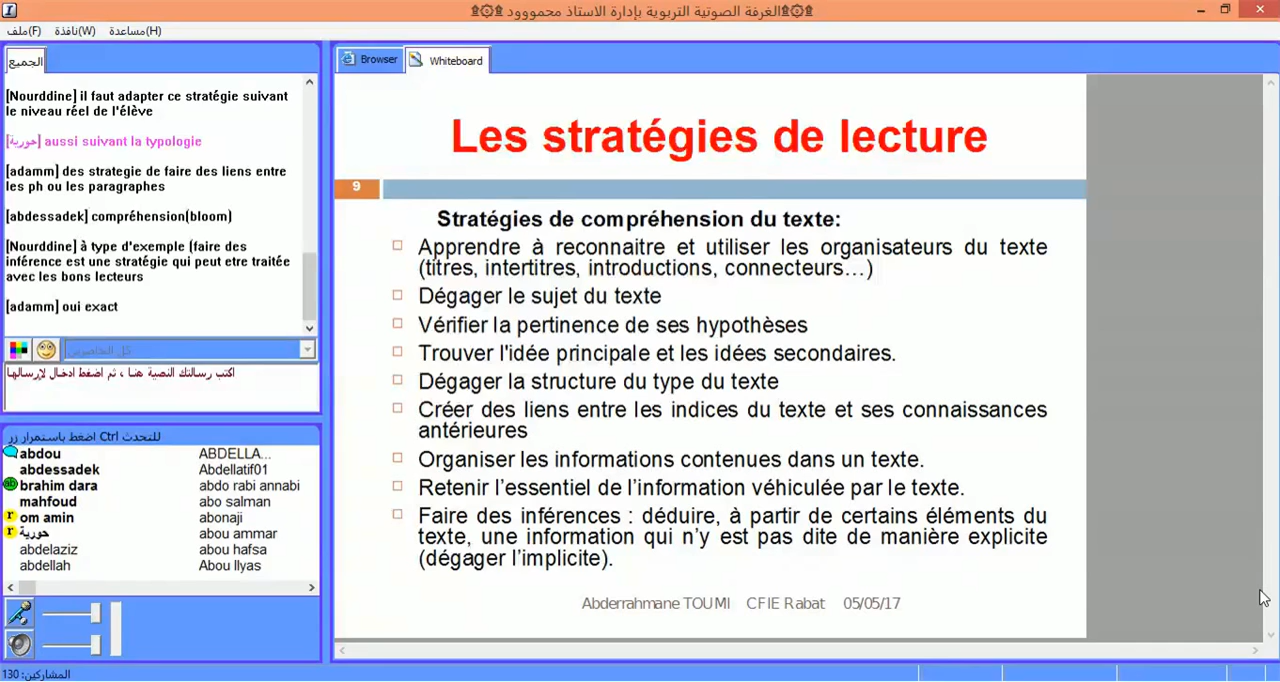 ۩۞۩الغرفة الصوتية التربوية بإدارة الاستاذ محمووود۩۞۩
ملف(F) نافذة(W) مساعدة(H)
الجميع
[Nourddine] il faut adapter ce stratégie suivant
le niveau réel de l'élève
[حورية] aussi suivant la typologie
[adamm] des strategie de faire des liens entre
les ph ou les paragraphes
[abdessadek] compréhension(bloom)
[Nourddine] à type d'exemple (faire des
inférence est une stratégie qui peut etre traitée
avec les bons lecteurs
[adamm] oui exact
اكتب رسالتك النصية هنا ، ثم اضغط ادخال لإرسالها
للتحدث Ctrl اضغط باستمرار زر
abdou ABDELLA...
abdessadek Abdellatif01
brahim dara abdo rabi annabi
mahfoud abo salman
om amin abonaji
حورية abou ammar
abdelaziz abou hafsa
abdellah Abou Ilyas
المشاركين: 130
Browser Whiteboard
Les stratégies de lecture
9
Stratégies de compréhension du texte:
Apprendre à reconnaitre et utiliser les organisateurs du texte
(titres, intertitres, introductions, connecteurs…)
Dégager le sujet du texte
Vérifier la pertinence de ses hypothèses
Trouver l'idée principale et les idées secondaires.
Dégager la structure du type du texte
Créer des liens entre les indices du texte et ses connaissances
antérieures
Organiser les informations contenues dans un texte.
Retenir l’essentiel de l’information véhiculée par le texte.
Faire des inférences : déduire, à partir de certains éléments du
texte, une information qui n’y est pas dite de manière explicite
(dégager l’implicite).
Abderrahmane TOUMI CFIE Rabat 05/05/17